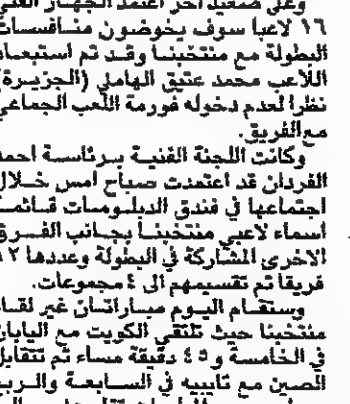 وعلى صعيد آخر اعتمد الجهاز الفني
١٦ لاعبا سوف يخوضون منافسات
البطولة مع منتخبنا وقد تم استبعاد
اللاعب محمد عتيق الهاملي (الجزيرة)
نظرا لعدم دخوله فورمة اللعب الجماعي
مع الفريق.
وكانت اللجنة الفنية برئاسة احمد
الفردان قد اعتمدت صباح امس خلال
اجتماعها في فندق الدبلومات قائمة
اسماء لاعبي منتخبنا بجانب الفرق
الاخرى المشاركة في البطولة وعددها ١٢
فريقا تم تقسيمهم الى ٤ مجموعات.
وستقام اليوم مباراتان غير لقاء
منتخبنا حيث تلتقي الكويت مع اليابان
في الخامسة و٤٥ دقيقة مساء ثم تتقابل
الصين مع تايبيه في السابعة والربع